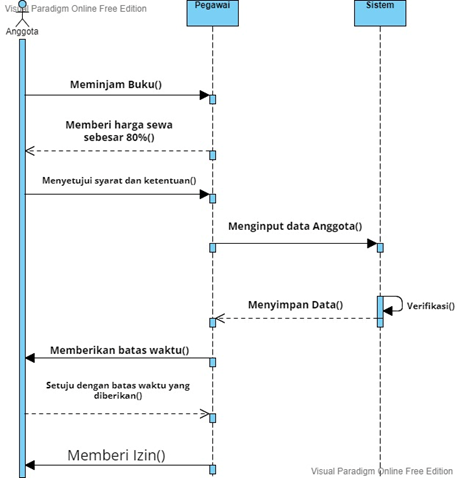 Visual Paradigm Online Free Edition
Pegawai
Sistem
Anggota
Meminjam Buku()
Memberi harga sewa
sebesar 80%()
Menyetujui syarat dan ketentuan()
Menginput data Anggota()
Menyimpan Data()
Verifikasi()
Memberikan batas waktu()
Setuju dengan batas waktu yang
diberikan()
Memberi Izin()
Visual Paradigm Online Free Edition